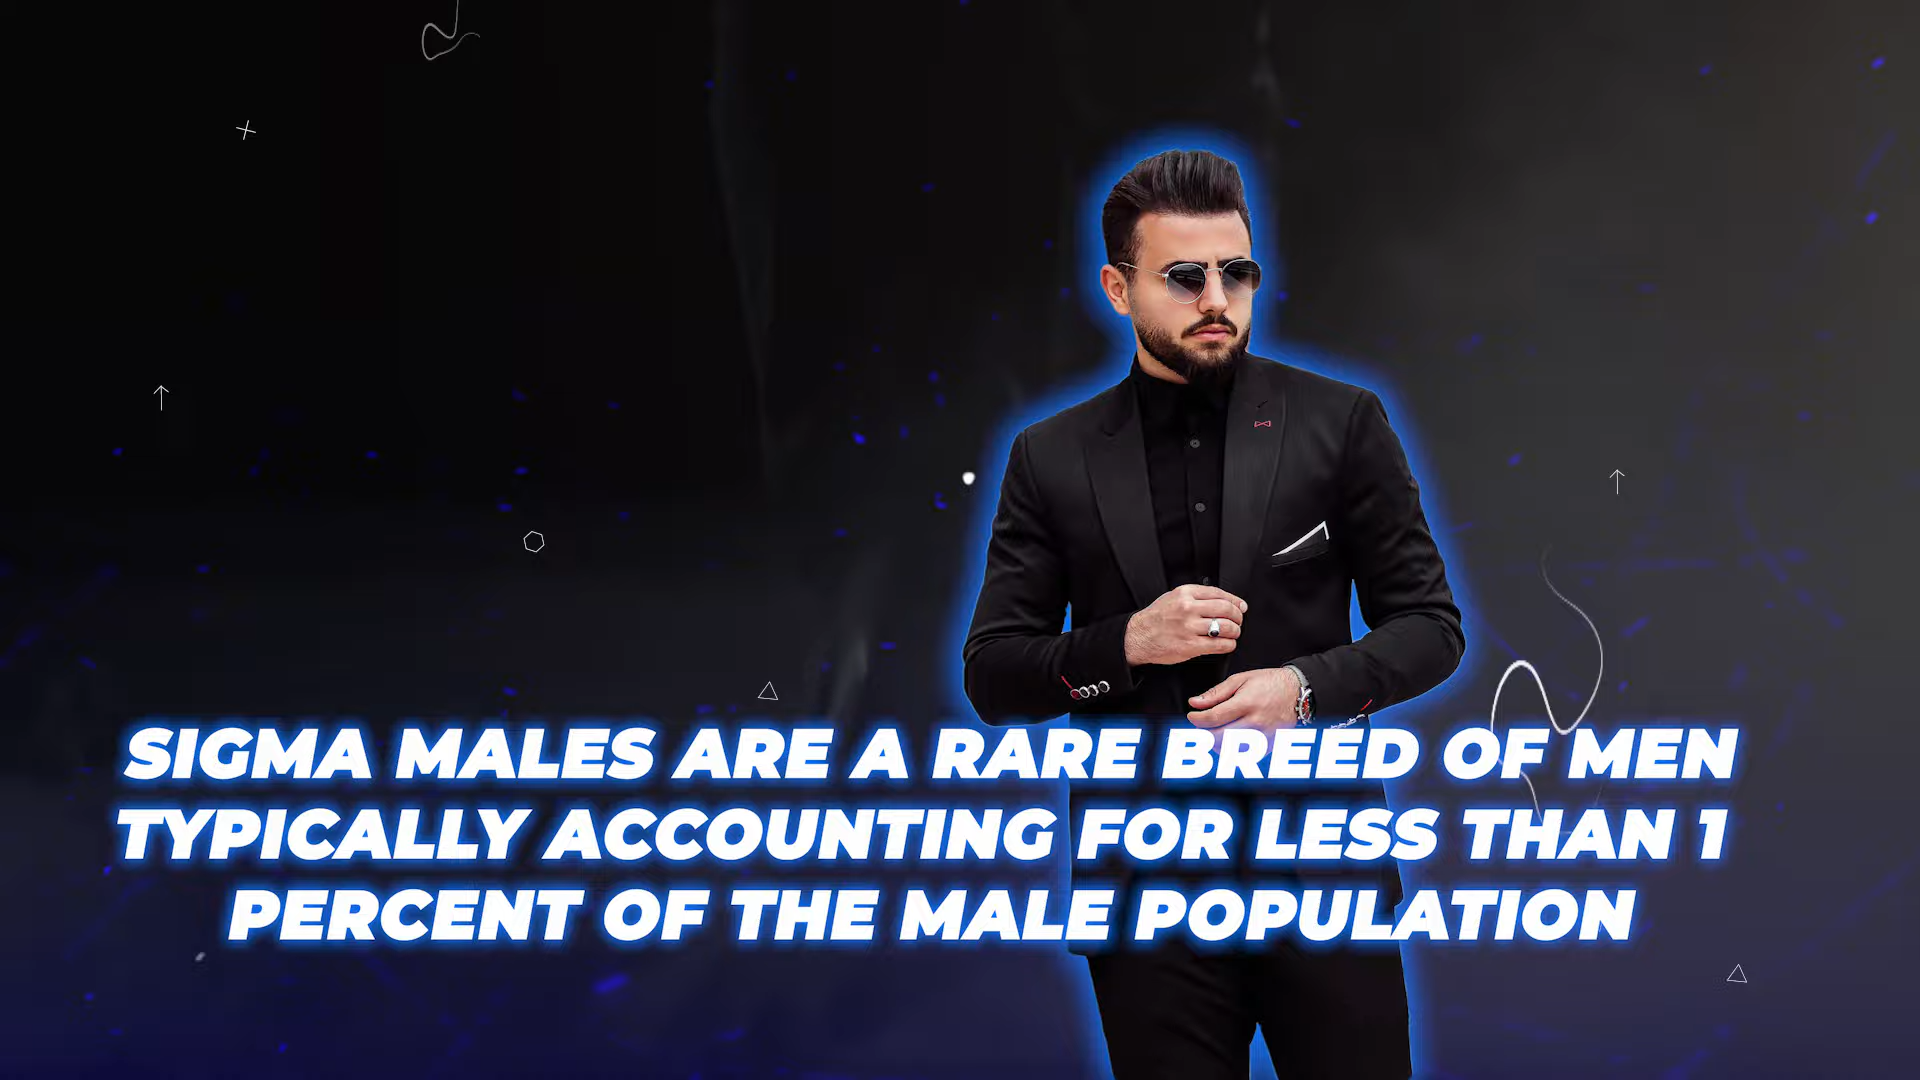 SIGMA MALES ARE A RARE BREED OF MEN
TYPICALLY ACCOUNTING FOR LESS THAN 1
PERCENT OF THE MALE POPULATION